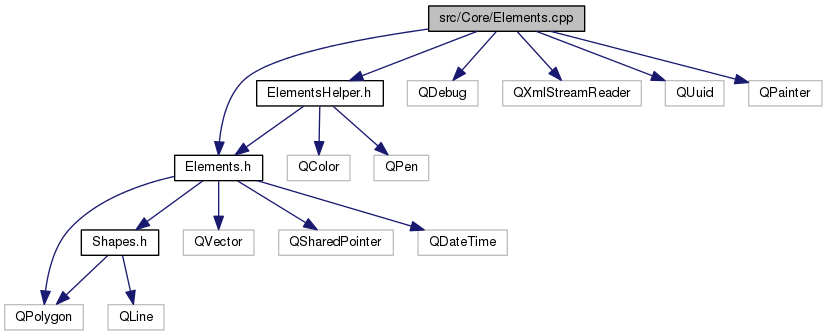 src/Core/Elements.cpp
ElementsHelper.h
QDebug
QXmlStreamReader
QUuid
QPainter
Elements.h
QColor
QPen
Shapes.h
QVector
QSharedPointer
QDateTime
QPolygon
QLine